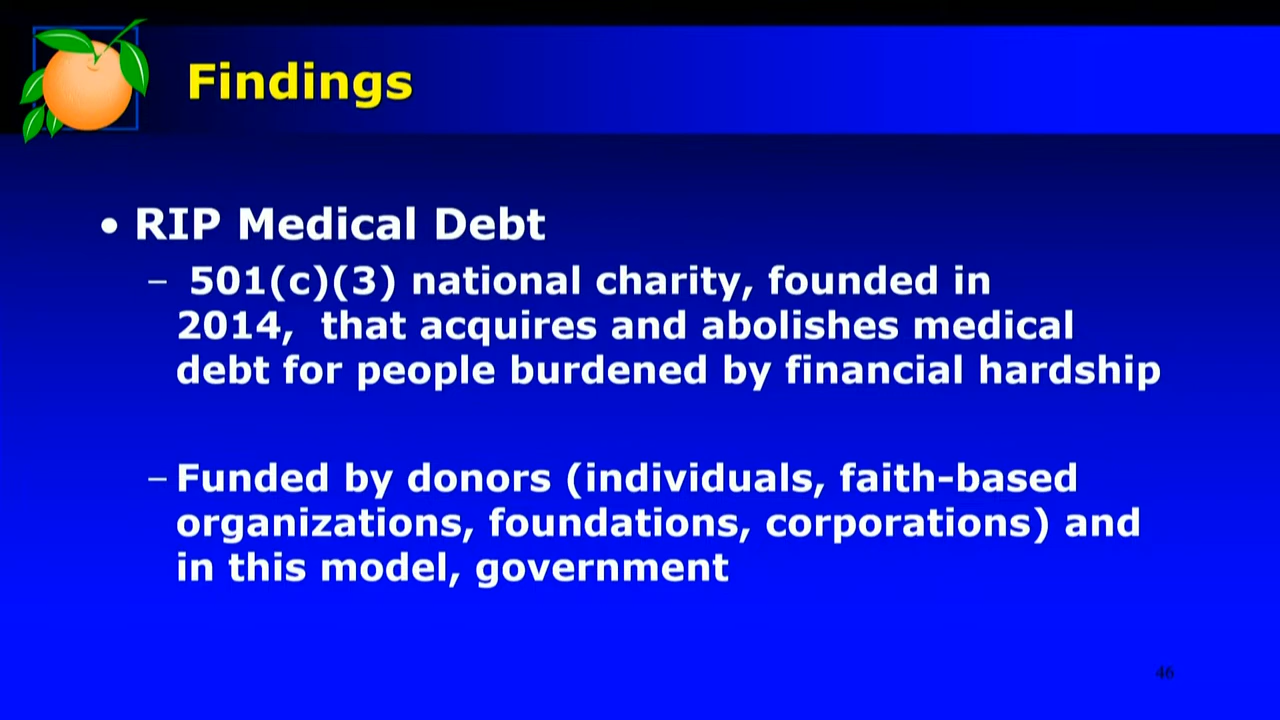 Findings
• RIP Medical Debt
– 501(c)(3) national charity, founded in
2014, that acquires and abolishes medical
debt for people burdened by financial hardship
– Funded by donors (individuals, faith-based
organizations, foundations, corporations) and
in this model, government
46